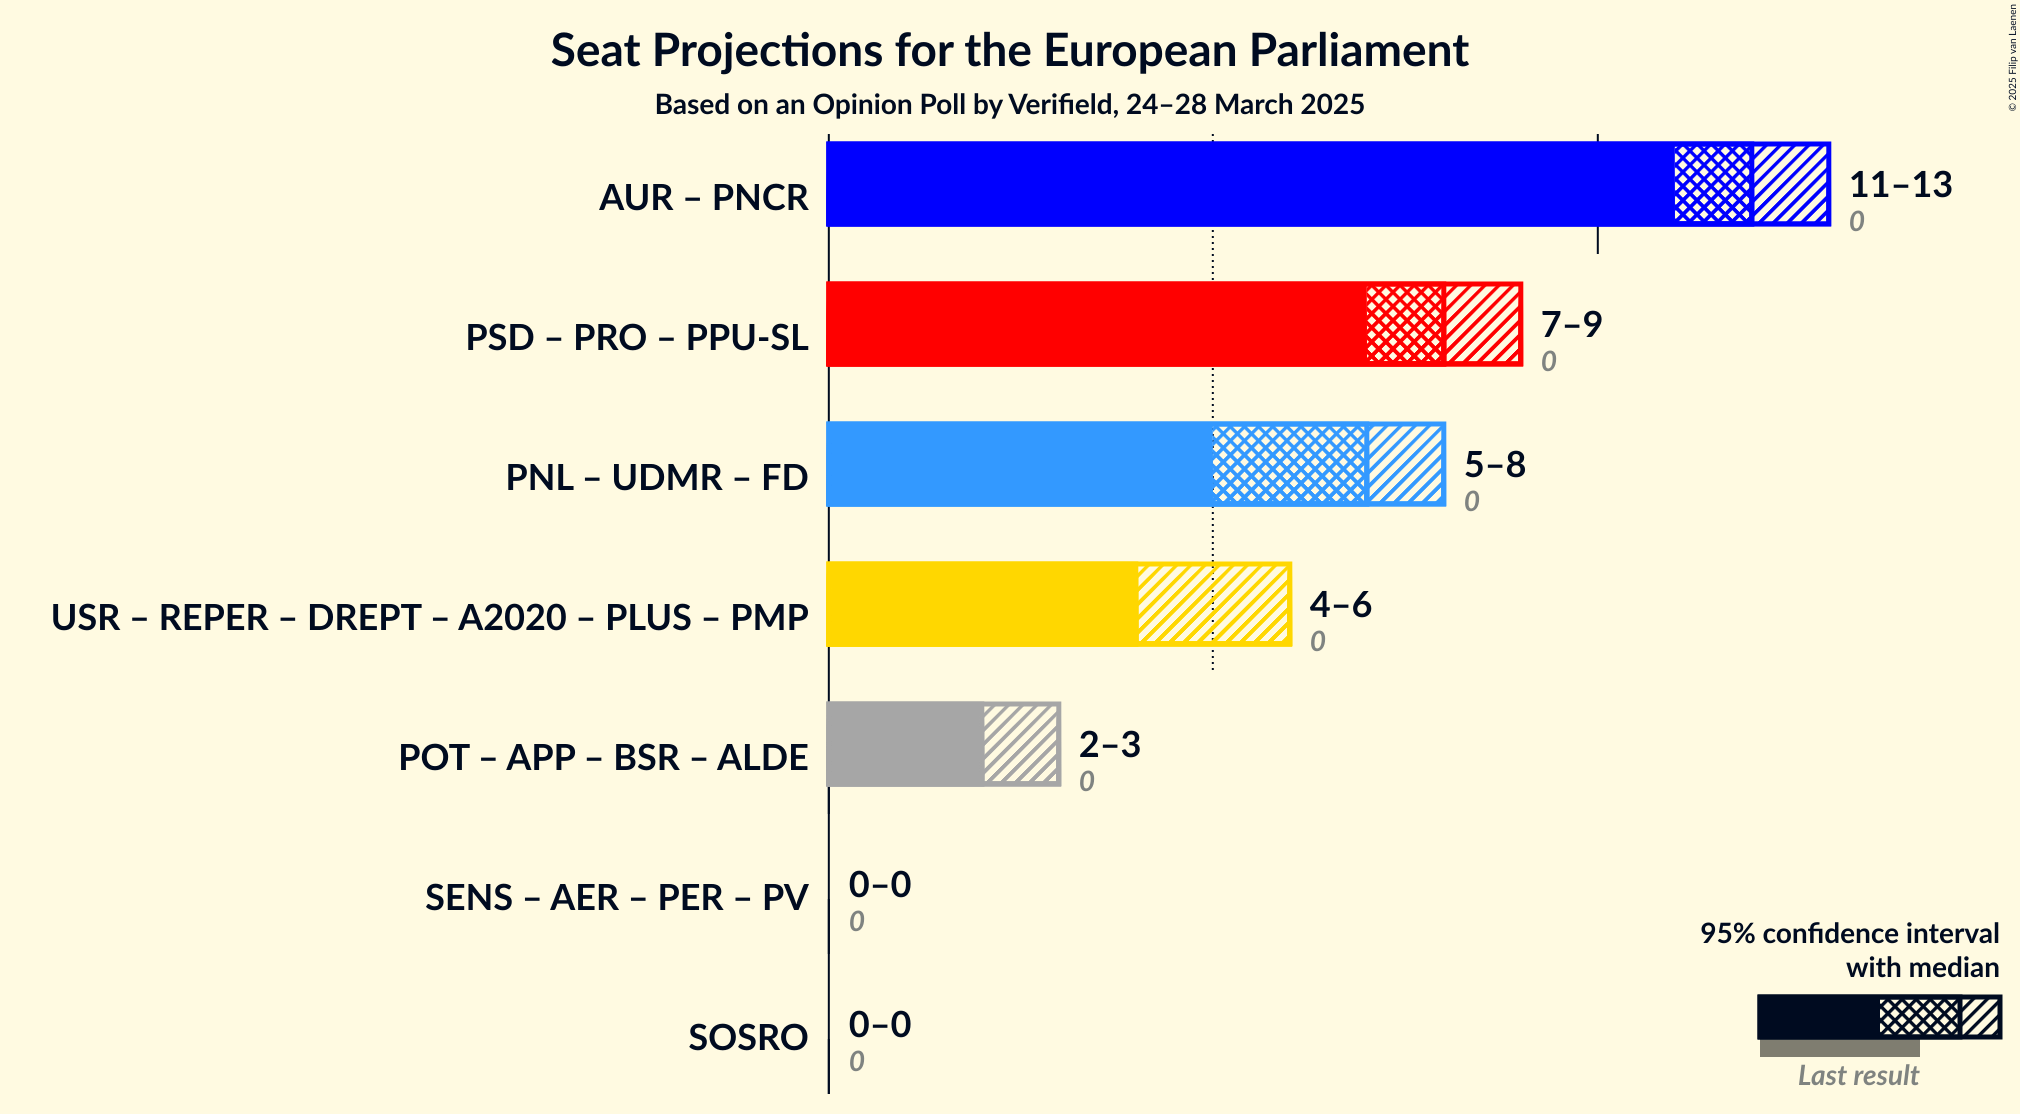 Seat Projections for the European Parliament
Based on an Opinion Poll by Verifield, 24–28 March 2025
© 2025 Filip van Laenen
AUR – PNCR
11–13
0
PSD – PRO – PPU-SL
7–9
0
PNL – UDMR – FD
5–8
0
USR – REPER – DREPT – A2020 – PLUS – PMP
4–6
0
POT – APP – BSR – ALDE
2–3
0
SENS – AER – PER – PV
0–0
0
SOSRO
0–0
0
95% confidence interval
with median
Last result